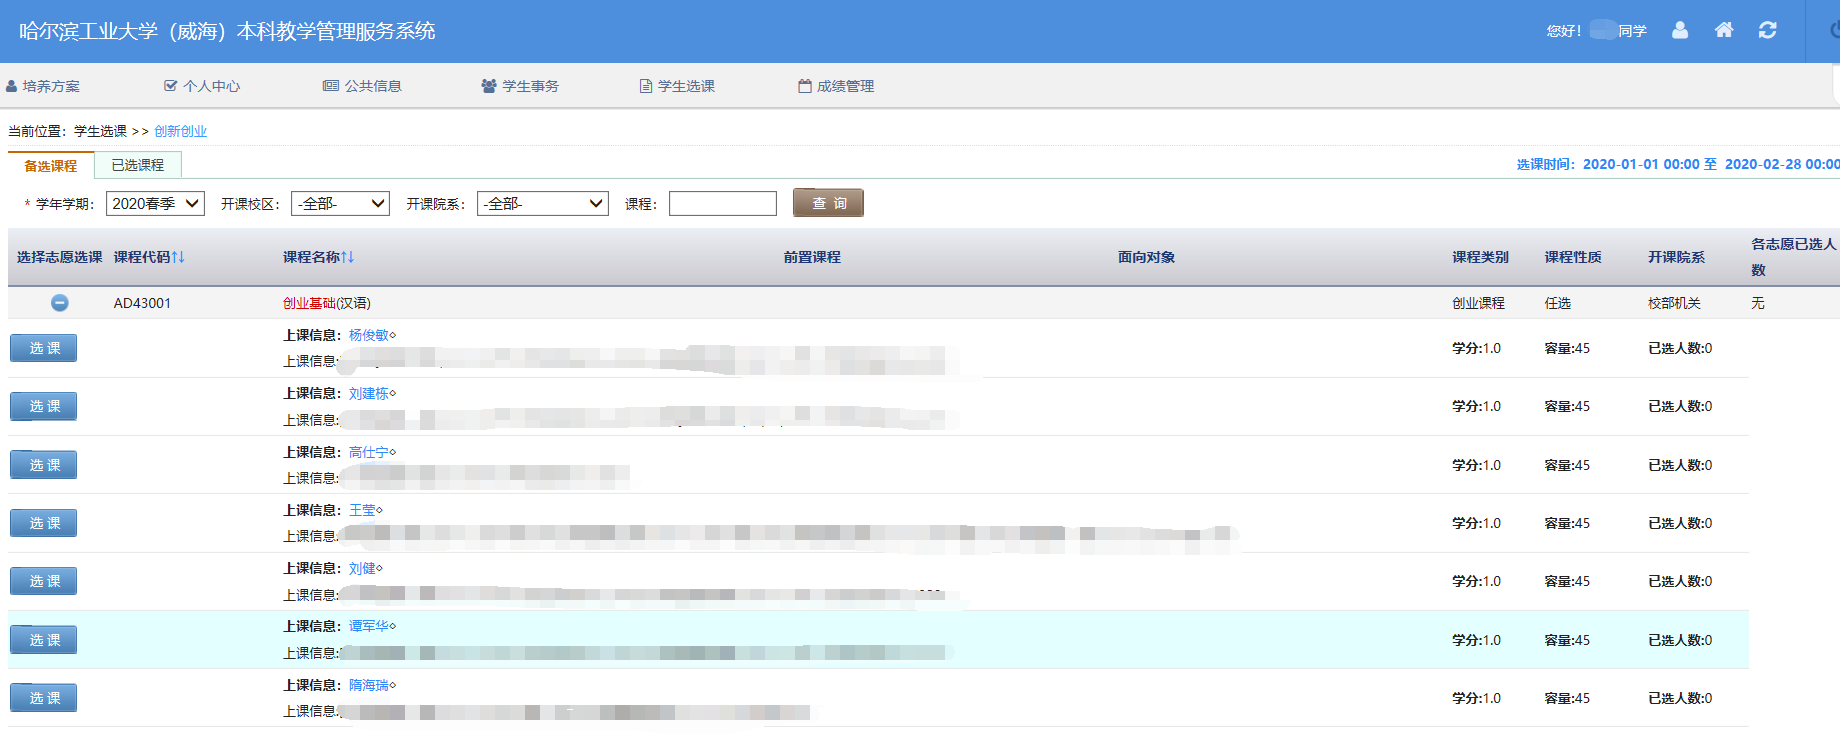 哈尔滨工业大学（威海）本科教学管理服务系统
您好！ 同学
培养方案 个人中心 公共信息 学生事务 学生选课 成绩管理
当前位置：学生选课 >> 创新创业
备选课程 已选课程 选课时间：2020-01-01 00:00 至 2020-02-28 00:00
* 学年学期： 2020春季 开课校区： -全部- 开课院系： -全部- 课程： 查 询
选择志愿选课 课程代码↑↓ 课程名称↑↓ 前置课程 面向对象 课程类别 课程性质 开课院系 各志愿已选人数
AD43001 创业基础(汉语) 创业课程 任选 校部机关 无
选 课 上课信息：杨俊敏◇ 学分:1.0 容量:45 已选人数:0
上课信息:
选 课 上课信息：刘建栋◇ 学分:1.0 容量:45 已选人数:0
上课信息:
选 课 上课信息：高仕宁◇ 学分:1.0 容量:45 已选人数:0
上课信息:
选 课 上课信息：王莹◇ 学分:1.0 容量:45 已选人数:0
上课信息:
选 课 上课信息：刘健◇ 学分:1.0 容量:45 已选人数:0
上课信息:
选 课 上课信息：谭军华◇ 学分:1.0 容量:45 已选人数:0
上课信息:
选 课 上课信息：隋海瑞◇ 学分:1.0 容量:45 已选人数:0
上课信息: